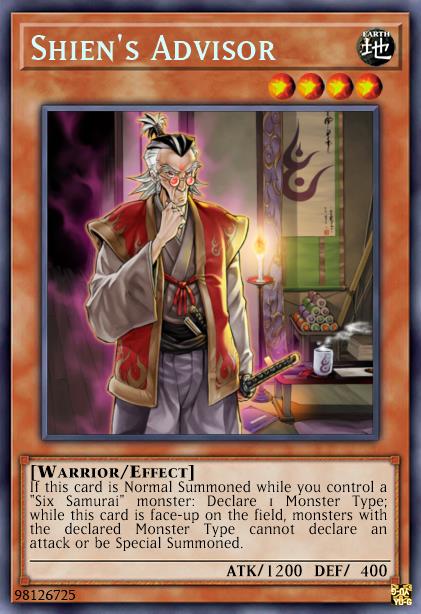 Shien's Advisor
EARTH
地
[Warrior/Effect]
If this card is Normal Summoned while you control a
"Six Samurai" monster: Declare 1 Monster Type;
while this card is face-up on the field, monsters with
the declared Monster Type cannot declare an
attack or be Special Summoned.
ATK/1200 DEF/ 400
98126725